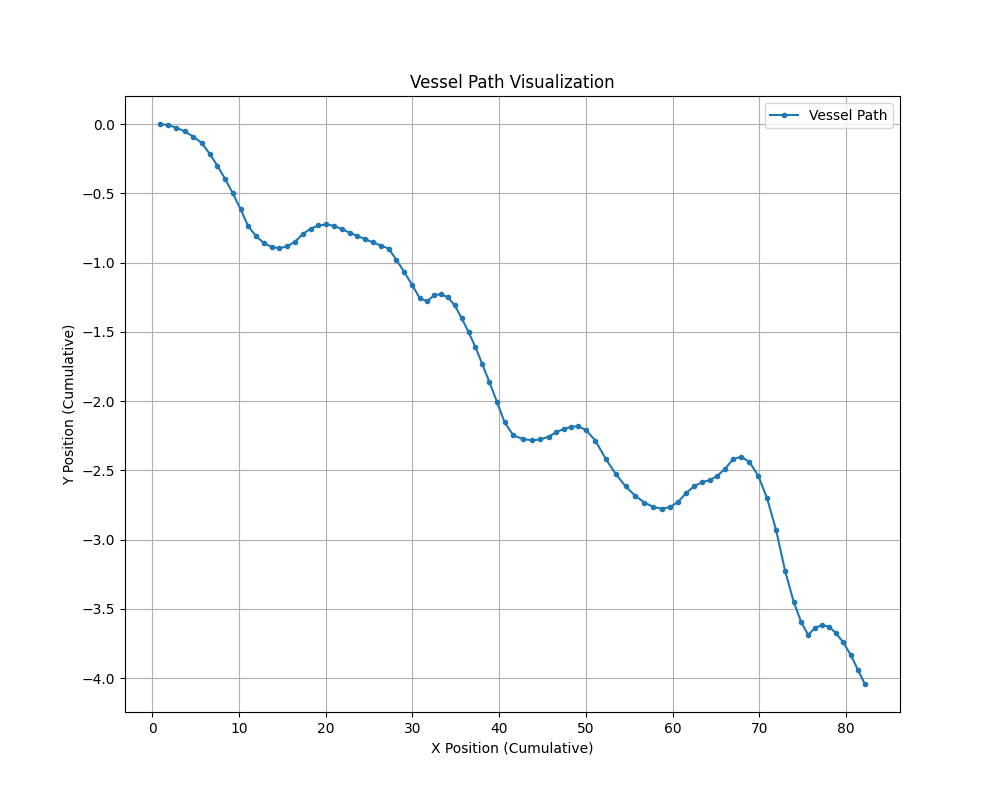 Vessel Path Visualization
Vessel Path
0.0
−0.5
−1.0
−1.5
−2.0
−2.5
−3.0
−3.5
−4.0
Y Position (Cumulative)
0 10 20 30 40 50 60 70 80
X Position (Cumulative)